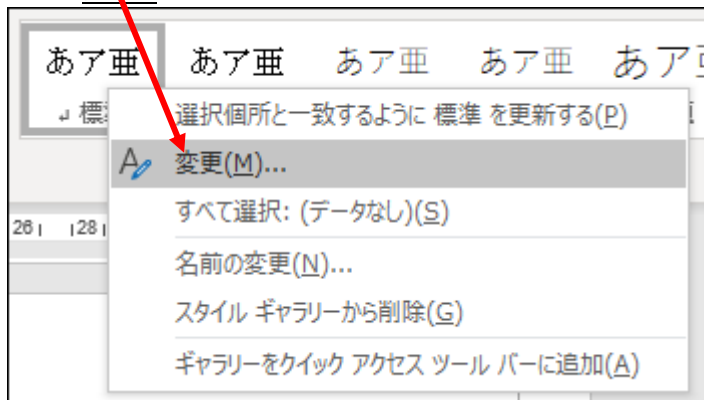 あア亜 あア亜 あア亜 あア亜 あア
↲ 標
選択個所と一致するように 標準 を更新する(P)
変更(M)...
すべて選択: (データなし)(S)
26 28
名前の変更(N)...
スタイル ギャラリーから削除(G)
ギャラリーをクイック アクセス ツール バーに追加(A)